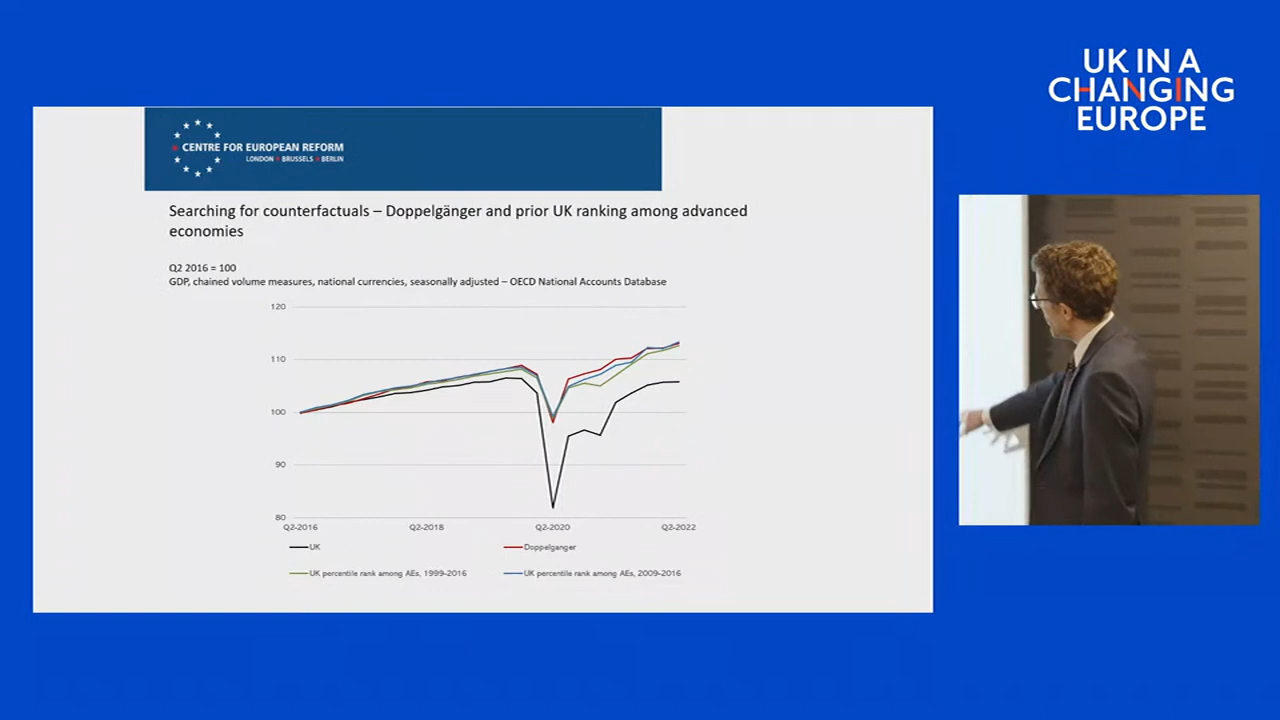 UK IN A
CHANGING
EUROPE
CENTRE FOR EUROPEAN REFORM
LONDON BRUSSELS BERLIN
Searching for counterfactuals – Doppelgänger and prior UK ranking among advanced
economies
Q2 2016 = 100
GDP, chained volume measures, national currencies, seasonally adjusted – OECD National Accounts Database
120
110
100
90
80
Q2-2016 Q2-2018 Q2-2020 Q2-2022
UK Doppelganger
UK percentile rank among AEs, 1999-2016 UK percentile rank among AEs, 2009-2016